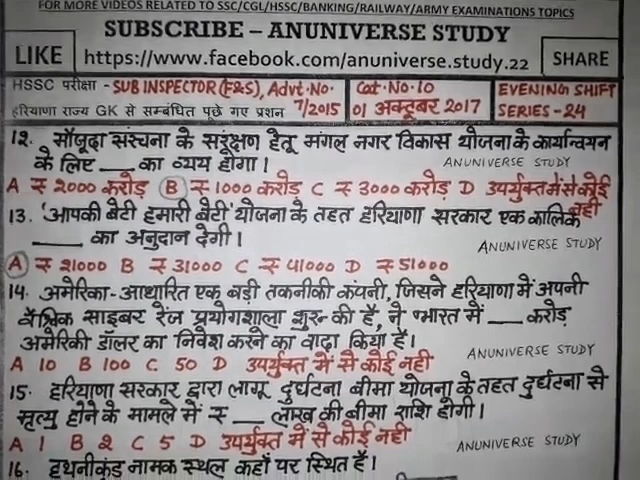 FOR MORE VIDEOS RELATED TO SSC/CGL/HSSC/BANKING/RAILWAY/ARMY EXAMINATIONS TOPICS
SUBSCRIBE - ANUNIVERSE STUDY
LIKE https://www.facebook.com/anuniverse.study.22 SHARE
HSSC परीक्षा - SUB INSPECTOR (F&S), Advt. No. 7/2015
हरियाणा राज्य GK से सम्बंधित पूछे गए प्रश्न
Cat. No. 10
01 अक्टूबर 2017
EVENING SHIFT
SERIES - 24
12. मौजूदा संरचना के संरक्षण हेतू मंगल नगर विकास योजना के कार्यान्वयन
के लिए ___ का व्यय होगा। ANUNIVERSE STUDY
A ₹ 2000 करोड़ B ₹ 1000 करोड़ C ₹ 3000 करोड़ D उपर्युक्त में से कोई नही
13. 'आपकी बेटी हमारी बेटी' योजना के तहत हरियाणा सरकार एक कालिक
___ का अनुदान देगी। ANUNIVERSE STUDY
A ₹ 21000 B ₹ 31000 C ₹ 41000 D ₹ 51000
14. अमेरिका - आधारित एक बड़ी तकनीकी कंपनी, जिसने हरियाणा में अपनी
वैश्विक साइबर रेंज प्रयोगशाला शुरू की है, ने भारत में ___ करोड़
अमेरिकी डॉलर का निवेश करने का वादा किया है। ANUNIVERSE STUDY
A 10 B 100 C 50 D उपर्युक्त में से कोई नही
15. हरियाणा सरकार द्वारा लागू दुर्घटना बीमा योजना के तहत दुर्घटना से
मृत्यु होने के मामले में ₹ ___ लाख की बीमा राशि होगी।
A 1 B 2 C 5 D उपर्युक्त में से कोई नही ANUNIVERSE STUDY
16. हथनीकुंड नामक स्थल कहाँ पर स्थित है।